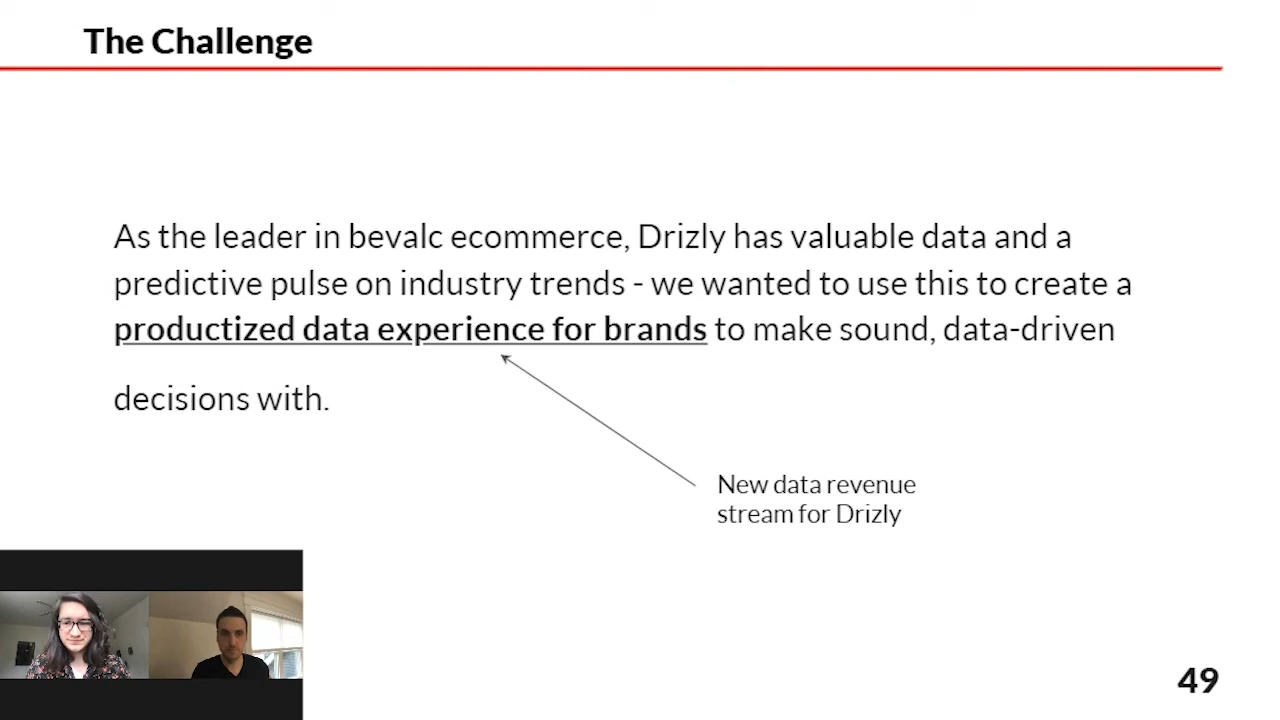 The Challenge
As the leader in bevalc ecommerce, Drizly has valuable data and a
predictive pulse on industry trends - we wanted to use this to create a
productized data experience for brands to make sound, data-driven
decisions with.
New data revenue
stream for Drizly
49